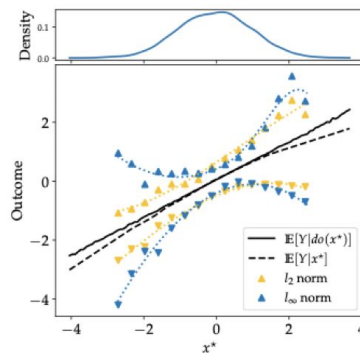 Density
0.1
0.0
Outcome
2
0
−2
−4
𝔼[Y|do(x*)]
𝔼[Y|x*]
l₂ norm
l∞ norm
−4 −2 0 2 4
x*